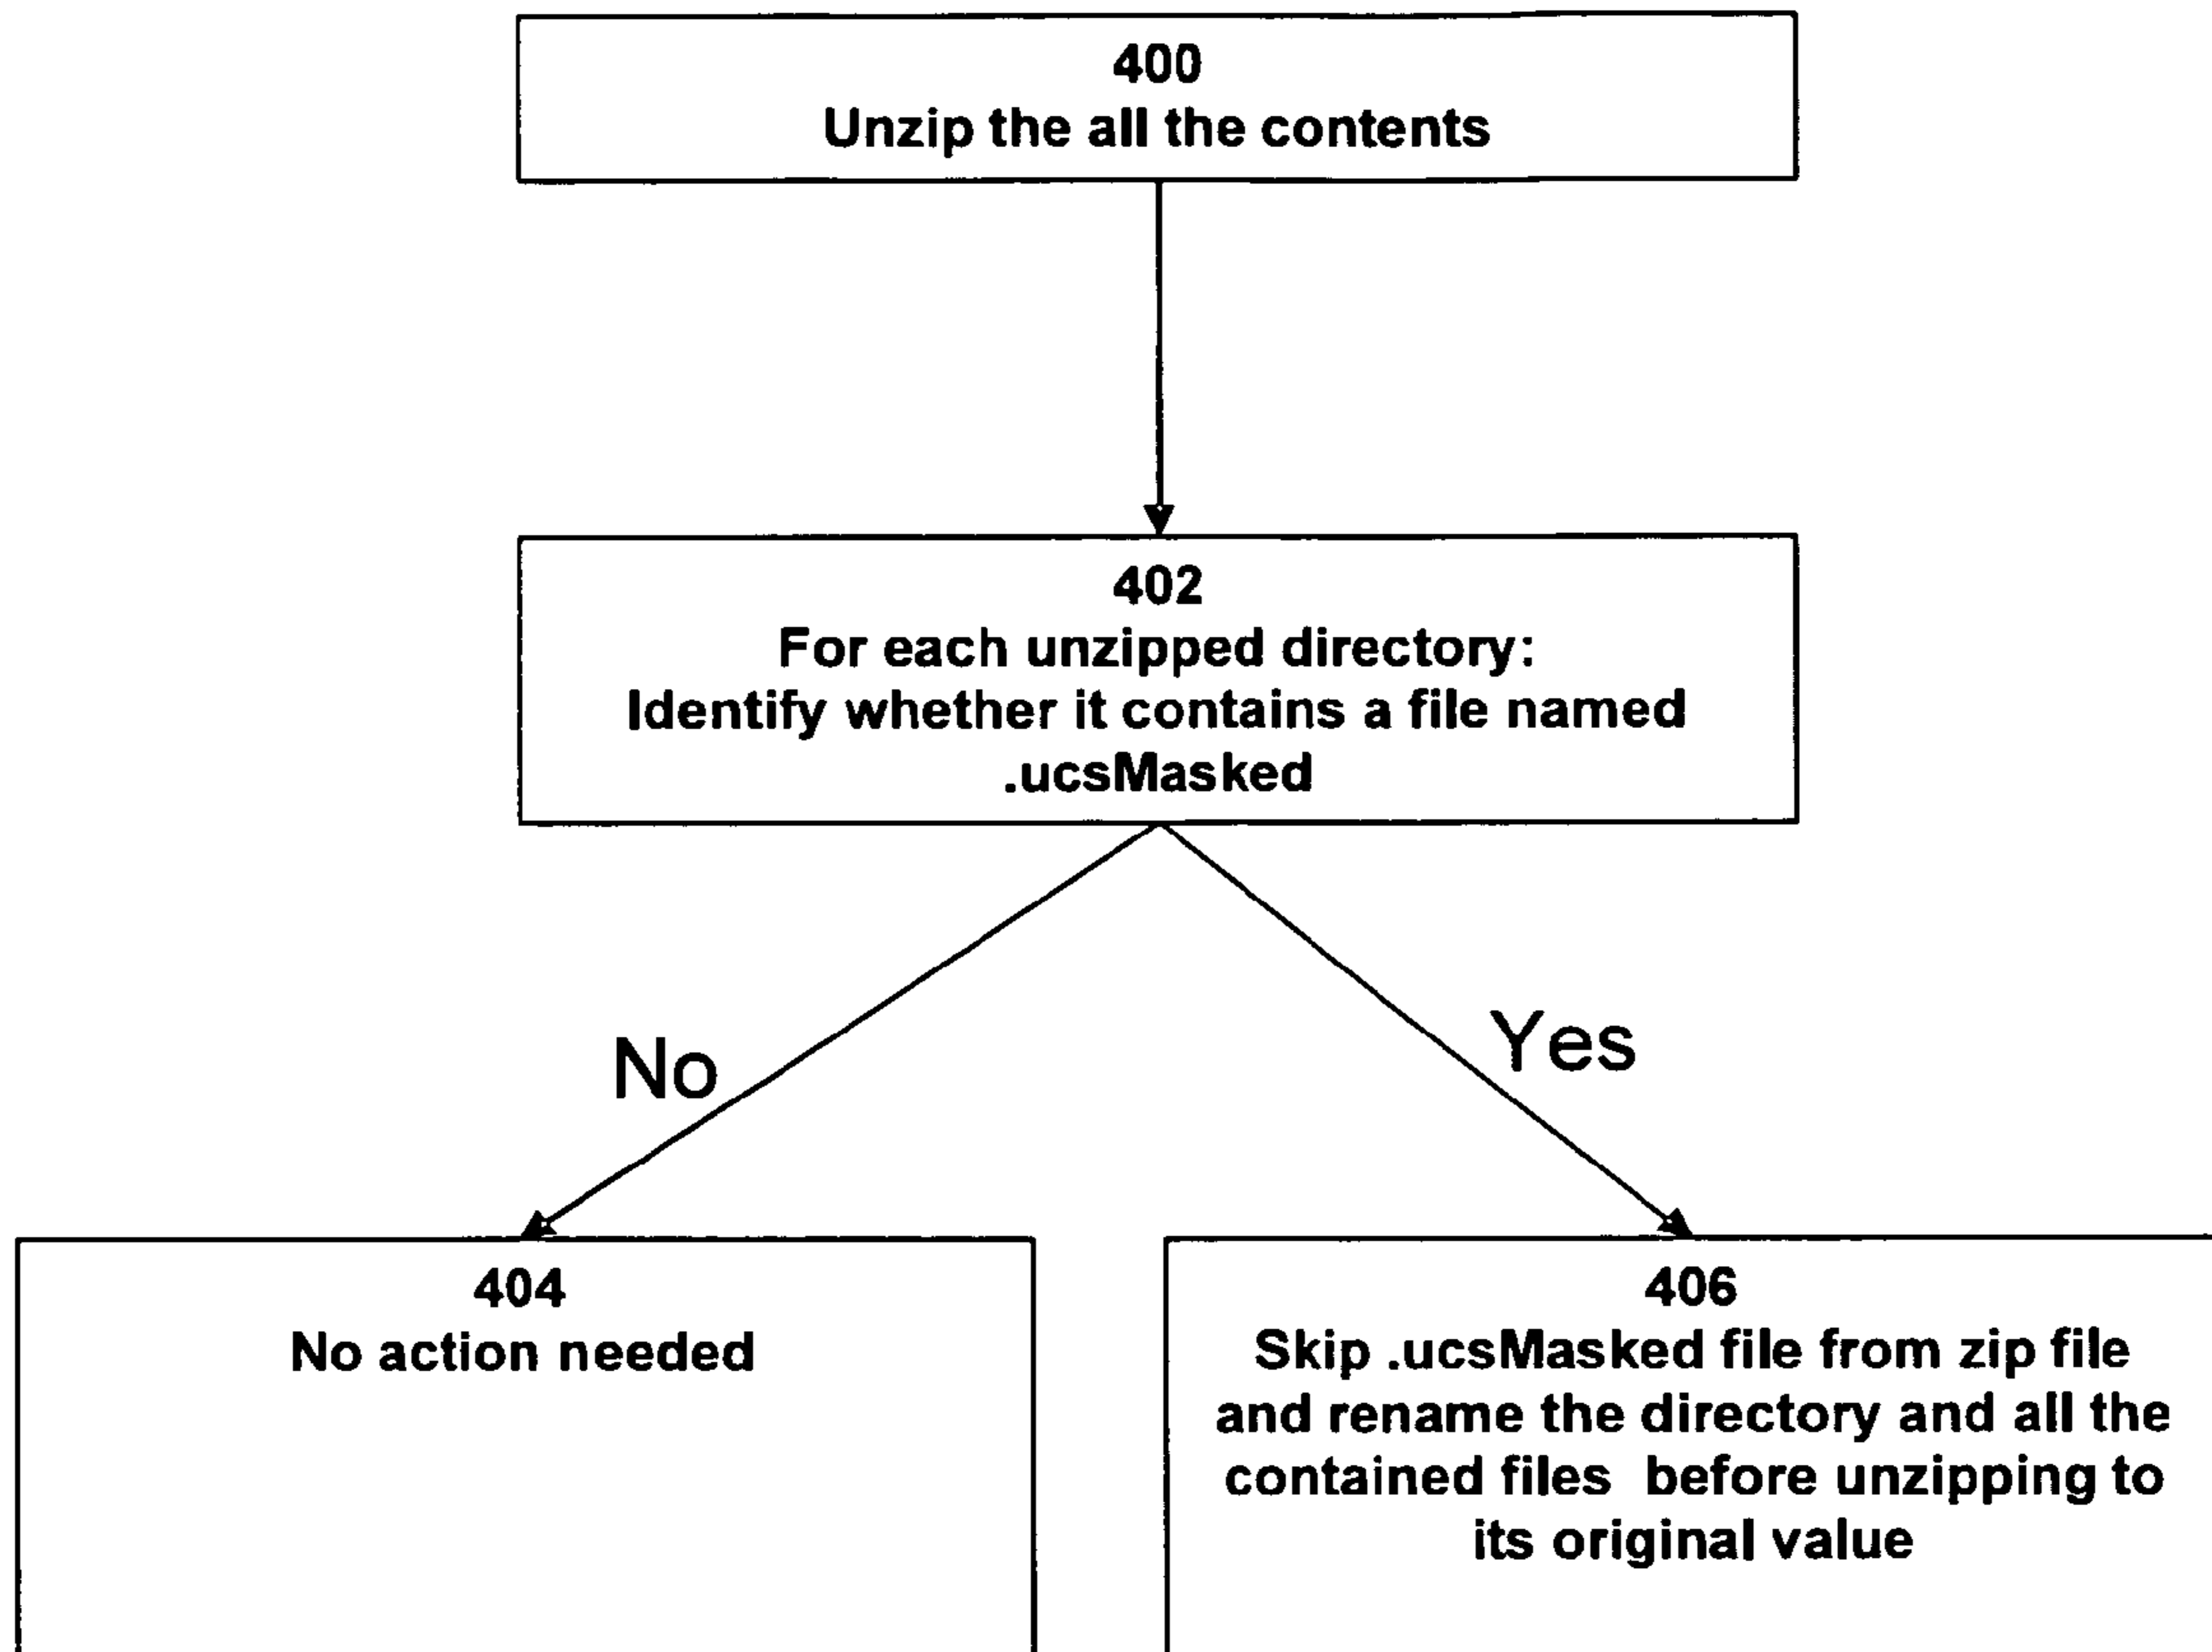 400
Unzip the all the contents
402
For each unzipped directory:
Identify whether it contains a file named
.ucsMasked
No
Yes
404
No action needed
406
Skip .ucsMasked file from zip file
and rename the directory and all the
contained files before unzipping to
its original value